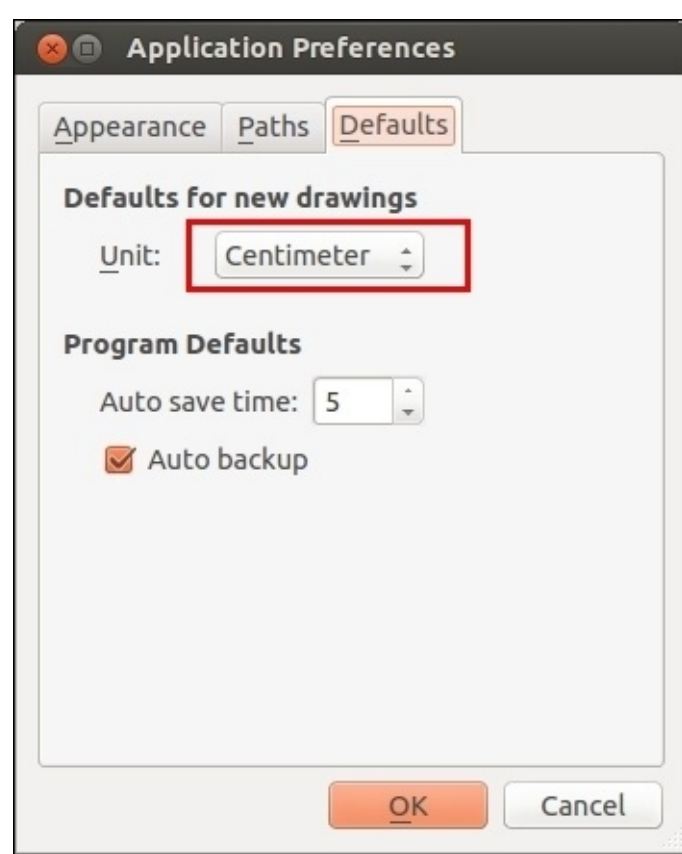 Application Preferences
Appearance Paths Defaults
Defaults for new drawings
Unit: Centimeter
Program Defaults
Auto save time: 5
Auto backup
OK Cancel